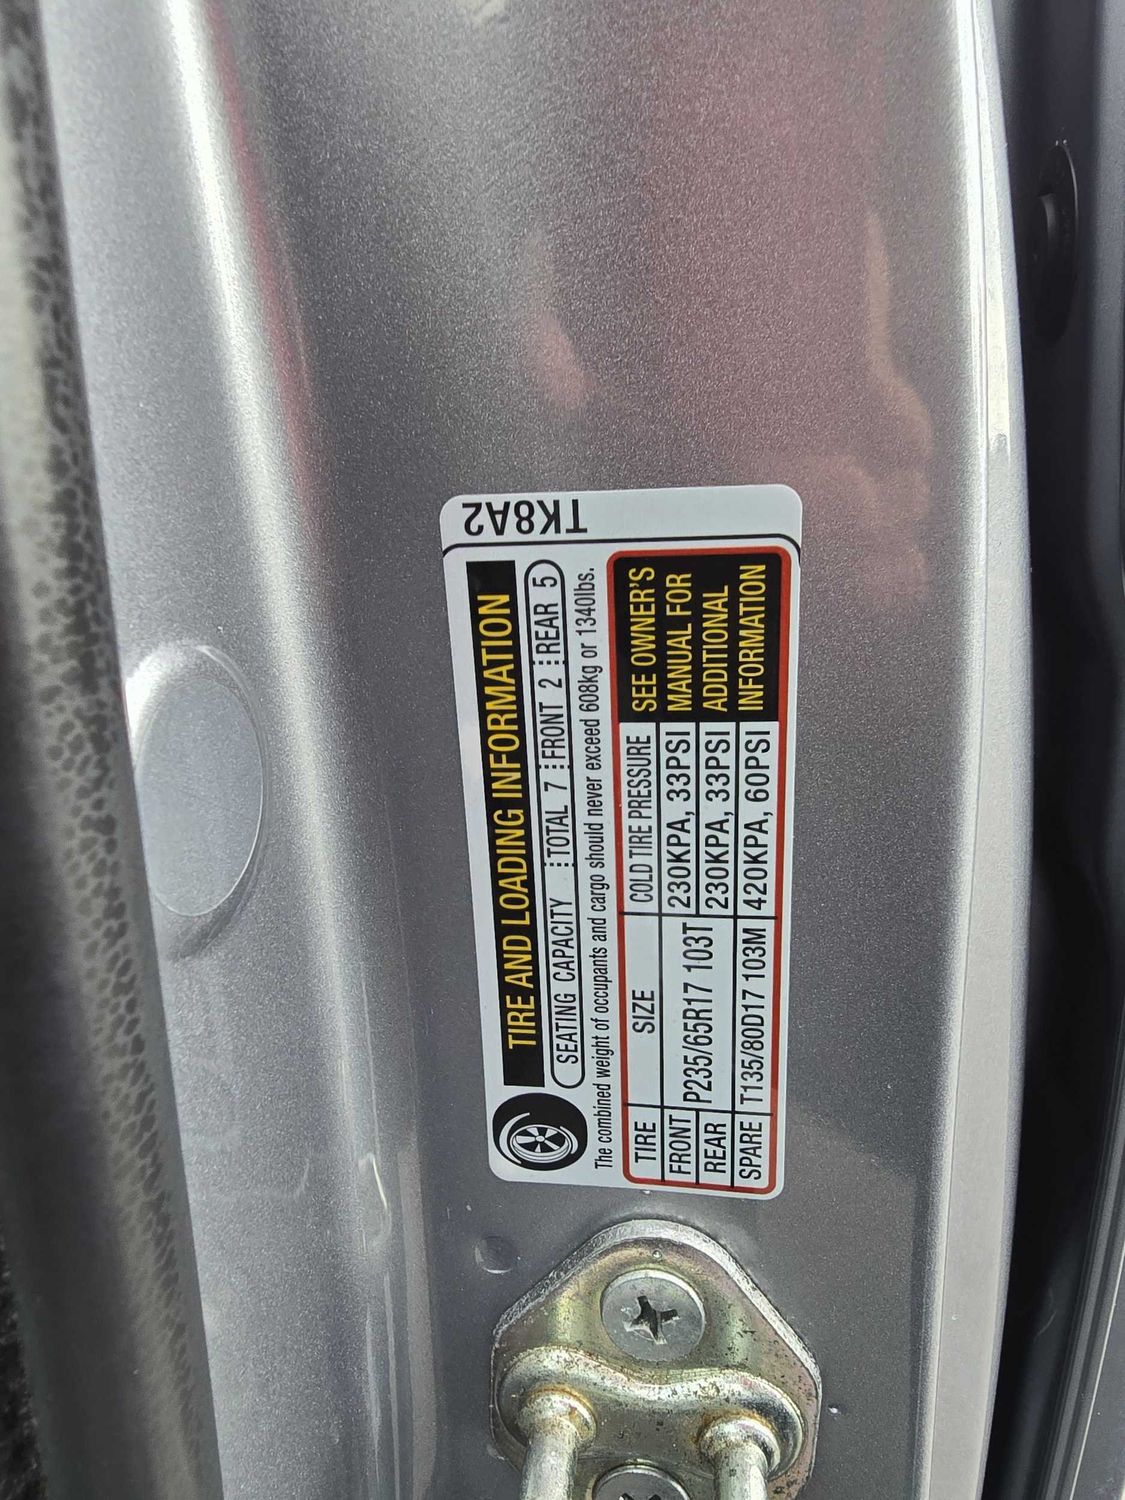 TIRE AND LOADING INFORMATION
SEATING CAPACITY TOTAL 7 FRONT 2 REAR 5
The combined weight of occupants and cargo should never exceed 608kg or 1340lbs.
TIRE SIZE COLD TIRE PRESSURE
FRONT P235/65R17 103T 230KPA, 33PSI
REAR 230KPA, 33PSI
SPARE T135/80D17 103M 420KPA, 60PSI
SEE OWNER'S
MANUAL FOR
ADDITIONAL
INFORMATION
TK8A2